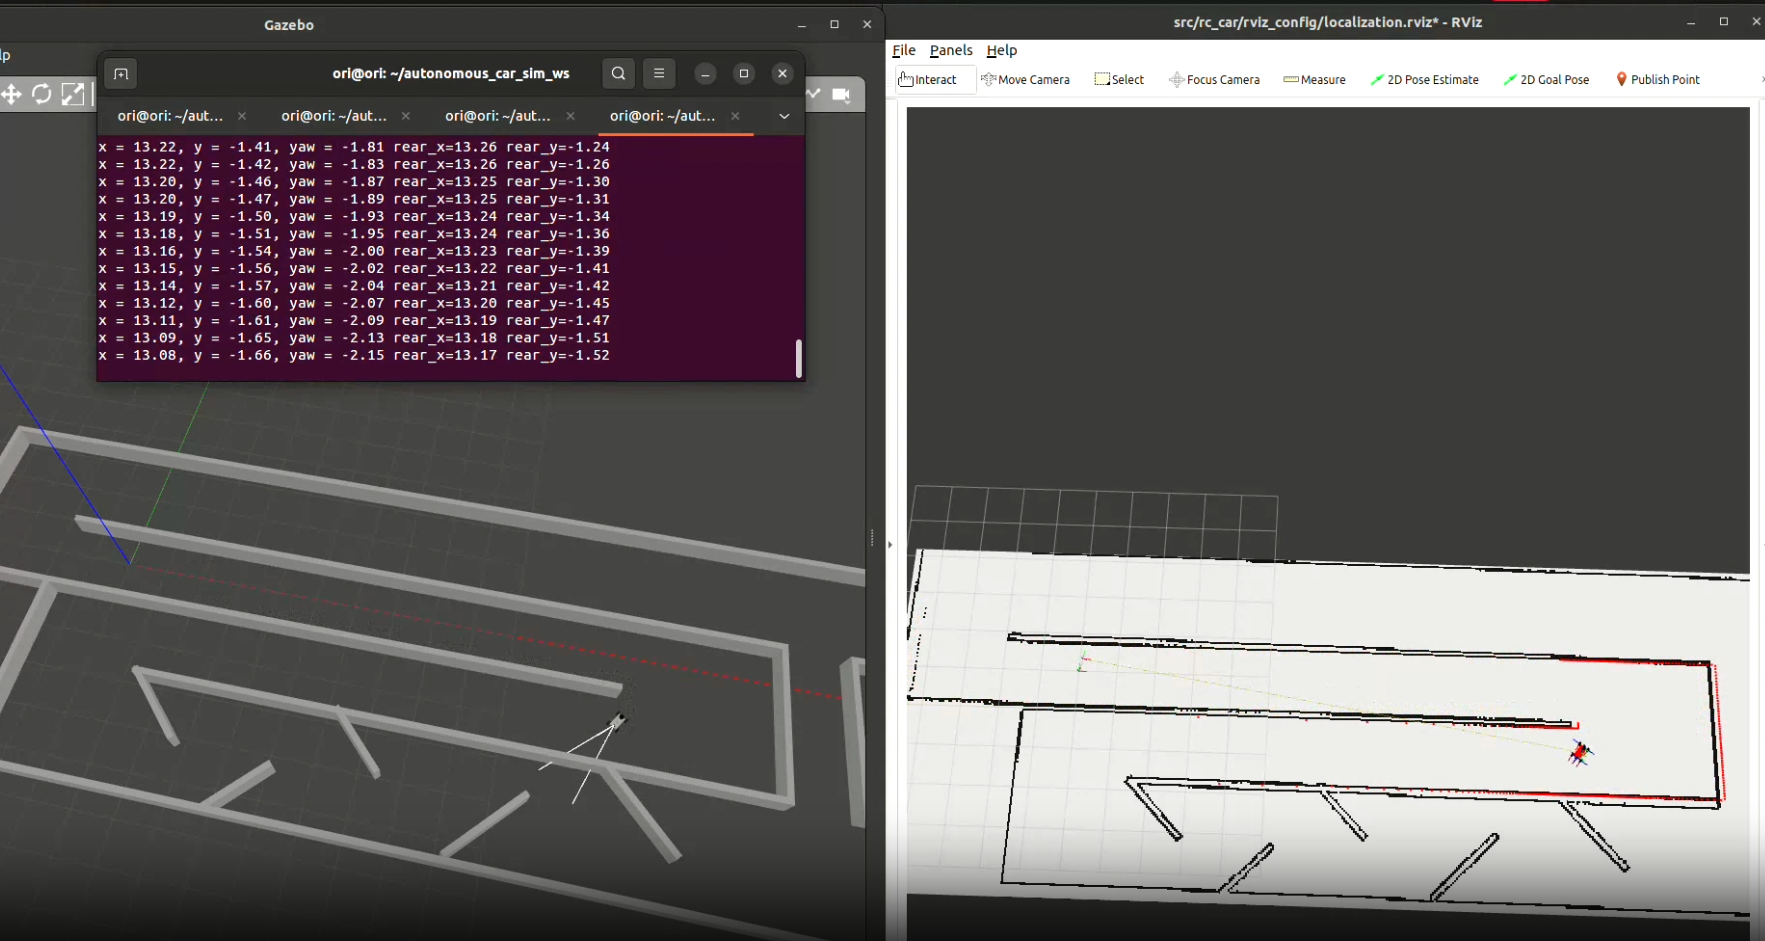 Gazebo
lp
ori@ori: ~/autonomous_car_sim_ws
ori@ori: ~/aut... ori@ori: ~/aut... ori@ori: ~/aut... ori@ori: ~/aut...
x = 13.22, y = -1.41, yaw = -1.81 rear_x=13.26 rear_y=-1.24
x = 13.22, y = -1.42, yaw = -1.83 rear_x=13.26 rear_y=-1.26
x = 13.20, y = -1.46, yaw = -1.87 rear_x=13.25 rear_y=-1.30
x = 13.20, y = -1.47, yaw = -1.89 rear_x=13.25 rear_y=-1.31
x = 13.19, y = -1.50, yaw = -1.93 rear_x=13.24 rear_y=-1.34
x = 13.18, y = -1.51, yaw = -1.95 rear_x=13.24 rear_y=-1.36
x = 13.16, y = -1.54, yaw = -2.00 rear_x=13.23 rear_y=-1.39
x = 13.15, y = -1.56, yaw = -2.02 rear_x=13.22 rear_y=-1.41
x = 13.14, y = -1.57, yaw = -2.04 rear_x=13.21 rear_y=-1.42
x = 13.12, y = -1.60, yaw = -2.07 rear_x=13.20 rear_y=-1.45
x = 13.11, y = -1.61, yaw = -2.09 rear_x=13.19 rear_y=-1.47
x = 13.09, y = -1.65, yaw = -2.13 rear_x=13.18 rear_y=-1.51
x = 13.08, y = -1.66, yaw = -2.15 rear_x=13.17 rear_y=-1.52
src/rc_car/rviz_config/localization.rviz* - RViz
File Panels Help
Interact Move Camera Select Focus Camera Measure 2D Pose Estimate 2D Goal Pose Publish Point